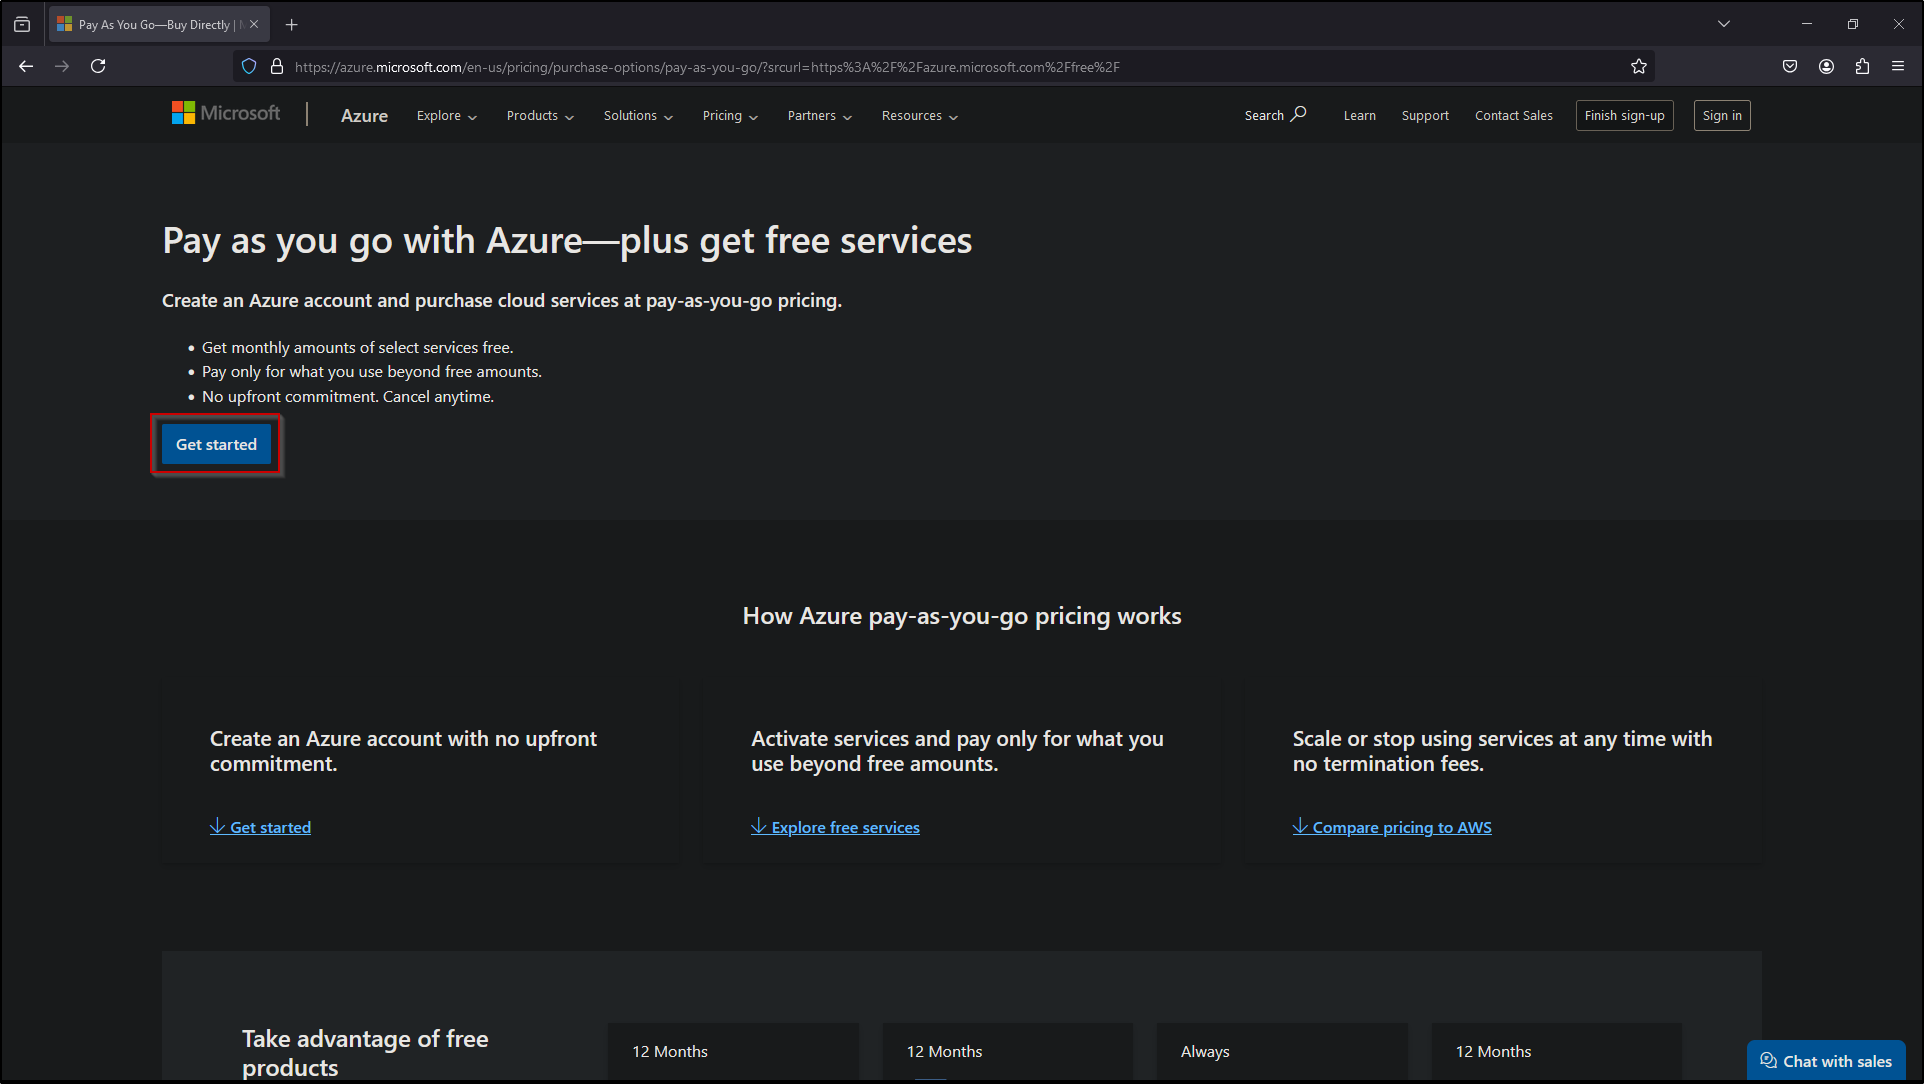 Pay As You Go—Buy Directly |
https://azure.microsoft.com/en-us/pricing/purchase-options/pay-as-you-go/?srcurl=https%3A%2F%2Fazure.microsoft.com%2Ffree%2F
Microsoft
Azure
Explore
Products
Solutions
Pricing
Partners
Resources
Search
Learn
Support
Contact Sales
Finish sign-up
Sign in
Pay as you go with Azure—plus get free services
Create an Azure account and purchase cloud services at pay-as-you-go pricing.
• Get monthly amounts of select services free.
• Pay only for what you use beyond free amounts.
• No upfront commitment. Cancel anytime.
Get started
How Azure pay-as-you-go pricing works
Create an Azure account with no upfront
commitment.
Get started
Activate services and pay only for what you
use beyond free amounts.
Explore free services
Scale or stop using services at any time with
no termination fees.
Compare pricing to AWS
Take advantage of free
products
12 Months
12 Months
Always
12 Months
Chat with sales